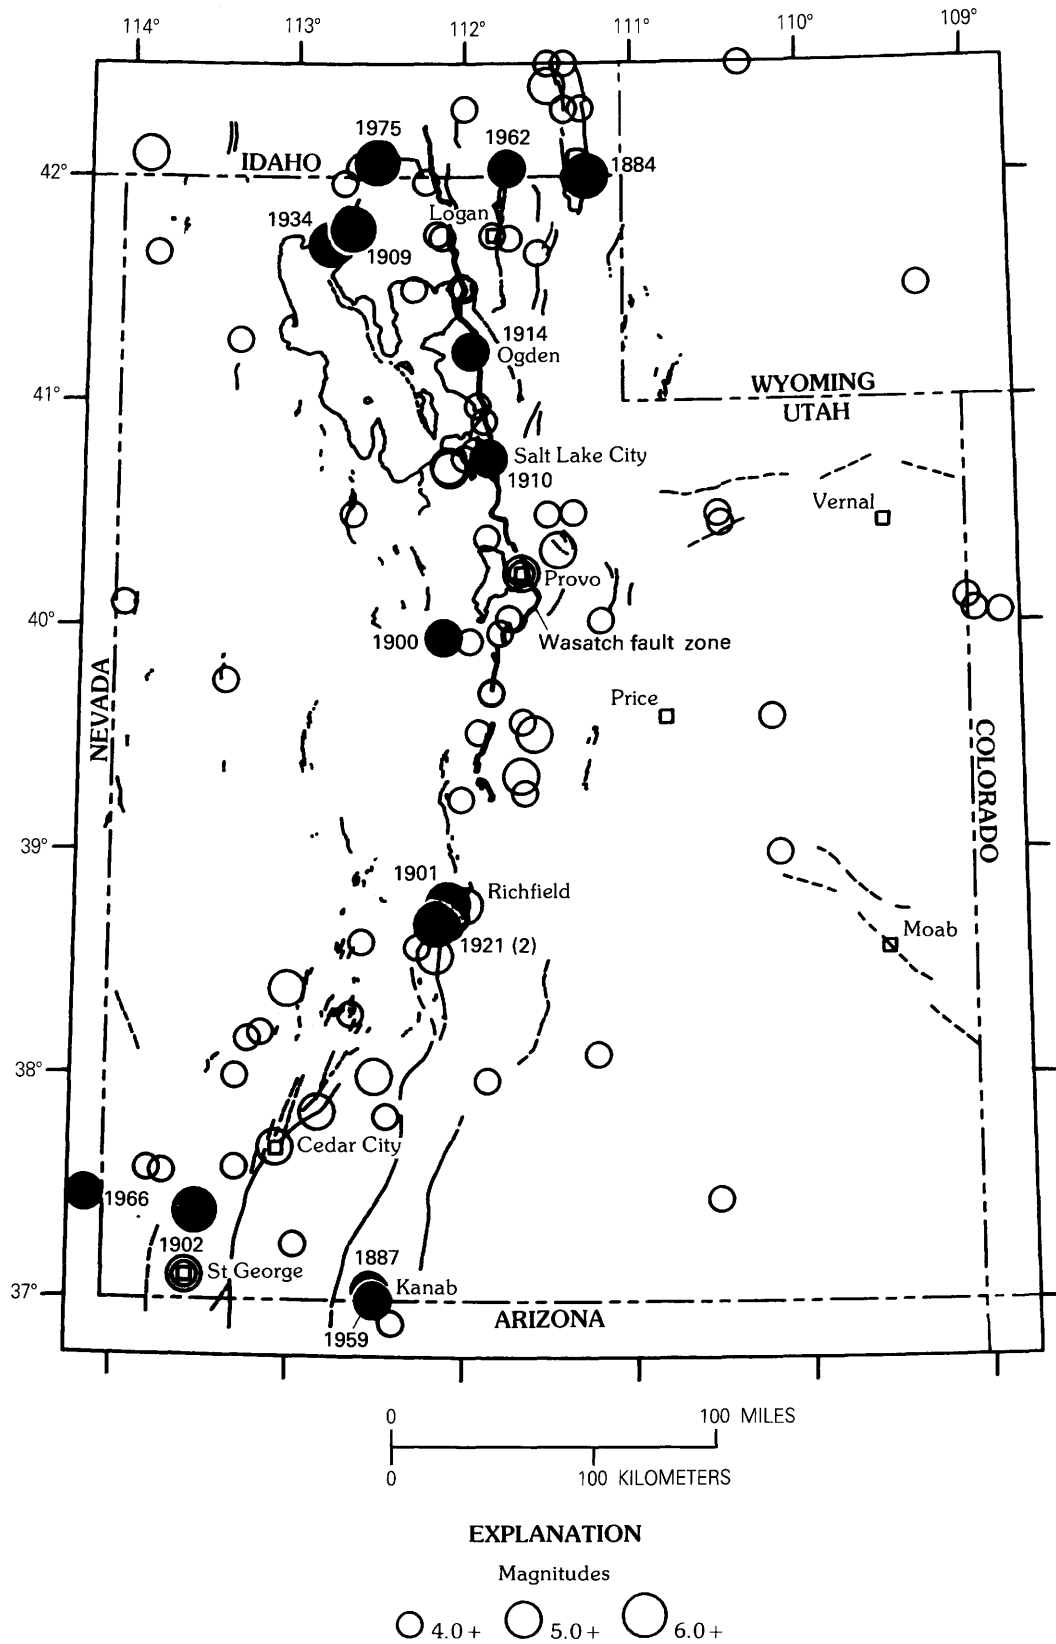 114° 113° 112° 111° 110° 109°
1975 1962
42° IDAHO 1884
1934 Logan
1909
1914
Ogden
41° WYOMING
UTAH
Salt Lake City
1910
Vernal
Provo
40° 1900 Wasatch fault zone
NEVADA
Price
COLORADO
39°
1901 Richfield
1921 (2) Moab
38°
Cedar City
1966
1902
St George
1887
37° Kanab
1959 ARIZONA
0 100 MILES
0 100 KILOMETERS
EXPLANATION
Magnitudes
4.0+ 5.0+ 6.0+